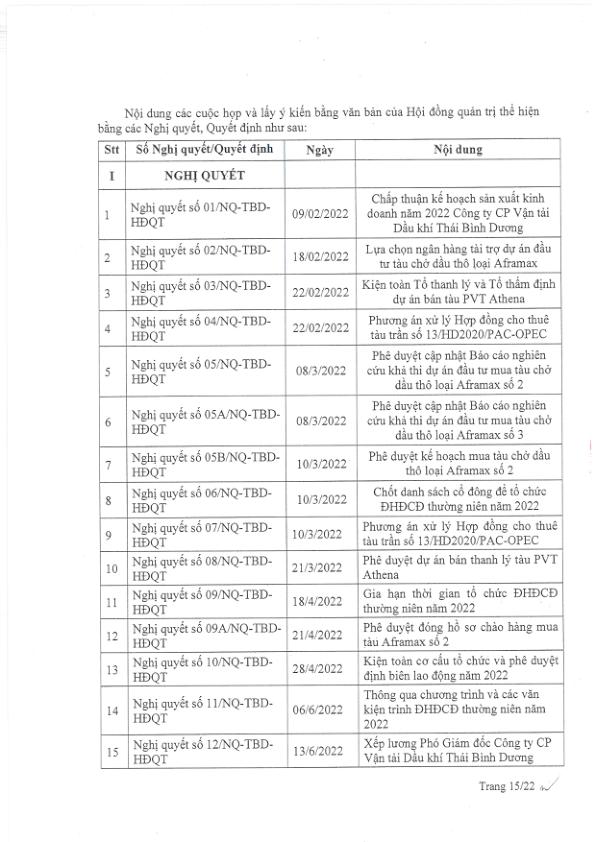 Nội dung các cuộc họp và lấy ý kiến bằng văn bản của Hội đồng quản trị thể hiện
bằng các Nghị quyết, Quyết định như sau:
Stt Số Nghị quyết/Quyết định Ngày Nội dung
I NGHỊ QUYẾT
1 Nghị quyết số 01/NQ-TBD-
HĐQT 09/02/2022 Chấp thuận kế hoạch sản xuất kinh
doanh năm 2022 Công ty CP Vận tải
Dầu khí Thái Bình Dương
2 Nghị quyết số 02/NQ-TBD-
HĐQT 18/02/2022 Lựa chọn ngân hàng tài trợ dự án đầu
tư tàu chở dầu thô loại Aframax
3 Nghị quyết số 03/NQ-TBD-
HĐQT 22/02/2022 Kiện toàn Tổ thanh lý và Tổ thẩm định
dự án bán tàu PVT Athena
4 Nghị quyết số 04/NQ-TBD-
HĐQT 22/02/2022 Phương án xử lý Hợp đồng cho thuê
tàu trần số 13/HD2020/PAC-OPEC
5 Nghị quyết số 05/NQ-TBD-
HĐQT 08/3/2022 Phê duyệt cập nhật Báo cáo nghiên
cứu khả thi dự án đầu tư mua tàu chở
dầu thô loại Aframax số 2
6 Nghị quyết số 05A/NQ-TBD-
HĐQT 08/3/2022 Phê duyệt cập nhật Báo cáo nghiên
cứu khả thi dự án đầu tư mua tàu chở
dầu thô loại Aframax số 3
7 Nghị quyết số 05B/NQ-TBD-
HĐQT 10/3/2022 Phê duyệt kế hoạch mua tàu chở dầu
thô loại Aframax số 2
8 Nghị quyết số 06/NQ-TBD-
HĐQT 10/3/2022 Chốt danh sách cổ đông để tổ chức
ĐHĐCĐ thường niên năm 2022
9 Nghị quyết số 07/NQ-TBD-
HĐQT 10/3/2022 Phương án xử lý Hợp đồng cho thuê
tàu trần số 13/HD2020/PAC-OPEC
10 Nghị quyết số 08/NQ-TBD-
HĐQT 21/3/2022 Phê duyệt dự án bán thanh lý tàu PVT
Athena
11 Nghị quyết số 09/NQ-TBD-
HĐQT 18/4/2022 Gia hạn thời gian tổ chức ĐHĐCĐ
thường niên năm 2022
12 Nghị quyết số 09A/NQ-TBD-
HĐQT 21/4/2022 Phê duyệt đóng hồ sơ chào hàng mua
tàu Aframax số 2
13 Nghị quyết số 10/NQ-TBD-
HĐQT 28/4/2022 Kiện toàn cơ cấu tổ chức và phê duyệt
định biên lao động năm 2022
14 Nghị quyết số 11/NQ-TBD-
HĐQT 06/6/2022 Thông qua chương trình và các văn
kiện trình ĐHĐCĐ thường niên năm
2022
15 Nghị quyết số 12/NQ-TBD-
HĐQT 13/6/2022 Xếp lương Phó Giám đốc Công ty CP
Vận tải Dầu khí Thái Bình Dương
Trang 15/22